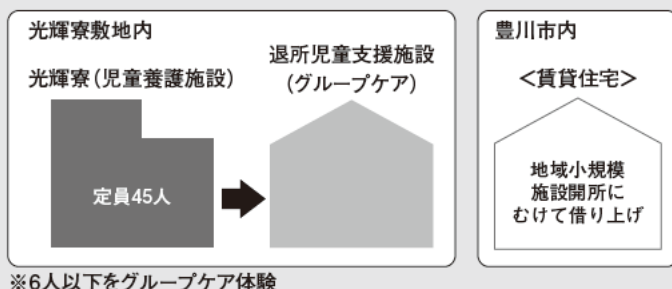 光輝寮敷地内
光輝寮(児童養護施設)
定員45人
退所児童支援施設
(グループケア)
豊川市内
<賃貸住宅>
地域小規模
施設開所に
むけて借り上げ
※6人以下をグループケア体験